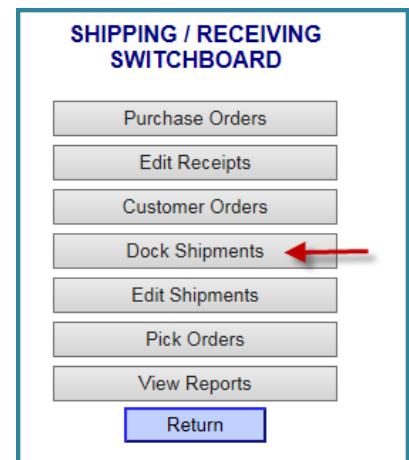 SHIPPING / RECEIVING
SWITCHBOARD
Purchase Orders
Edit Receipts
Customer Orders
Dock Shipments
Edit Shipments
Pick Orders
View Reports
Return